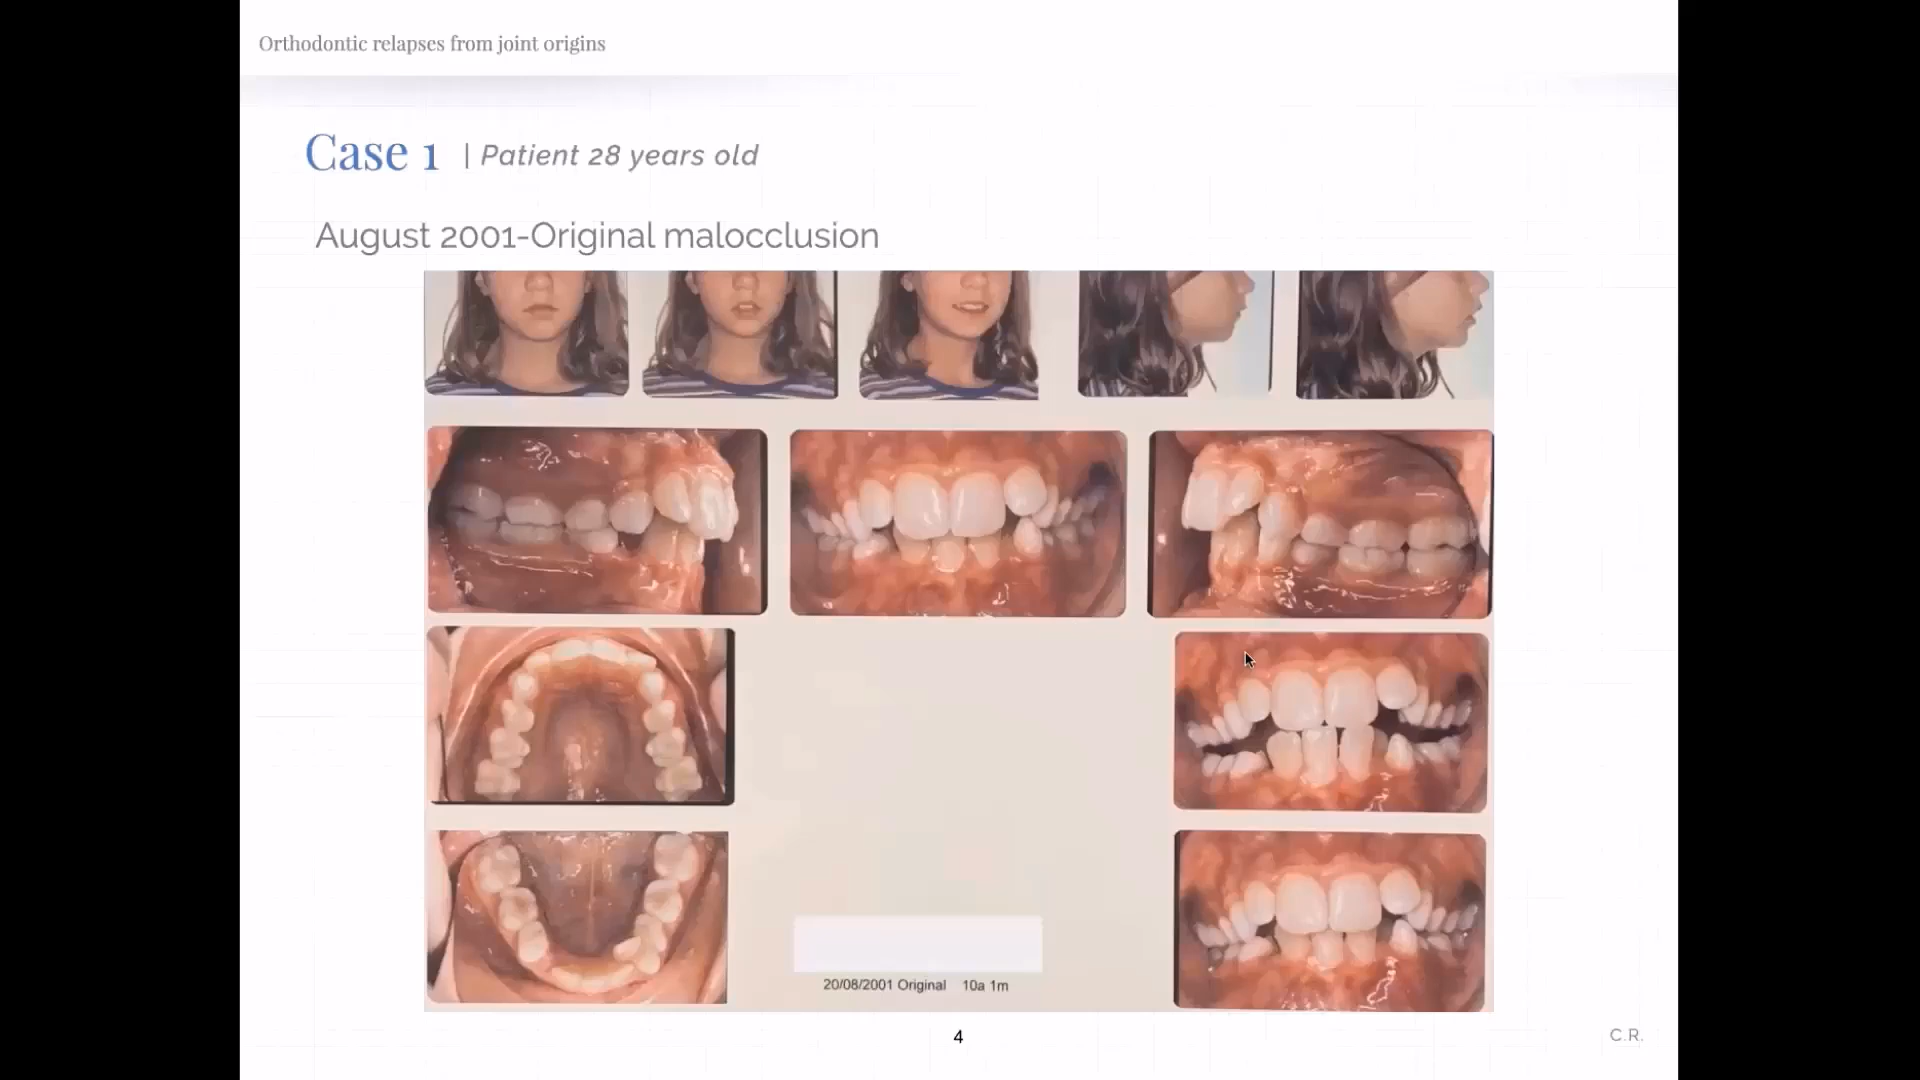 Orthodontic relapses from joint origins
Case 1 | Patient 28 years old
August 2001-Original malocclusion
20/08/2001 Original 10a 1m
4
C.R.